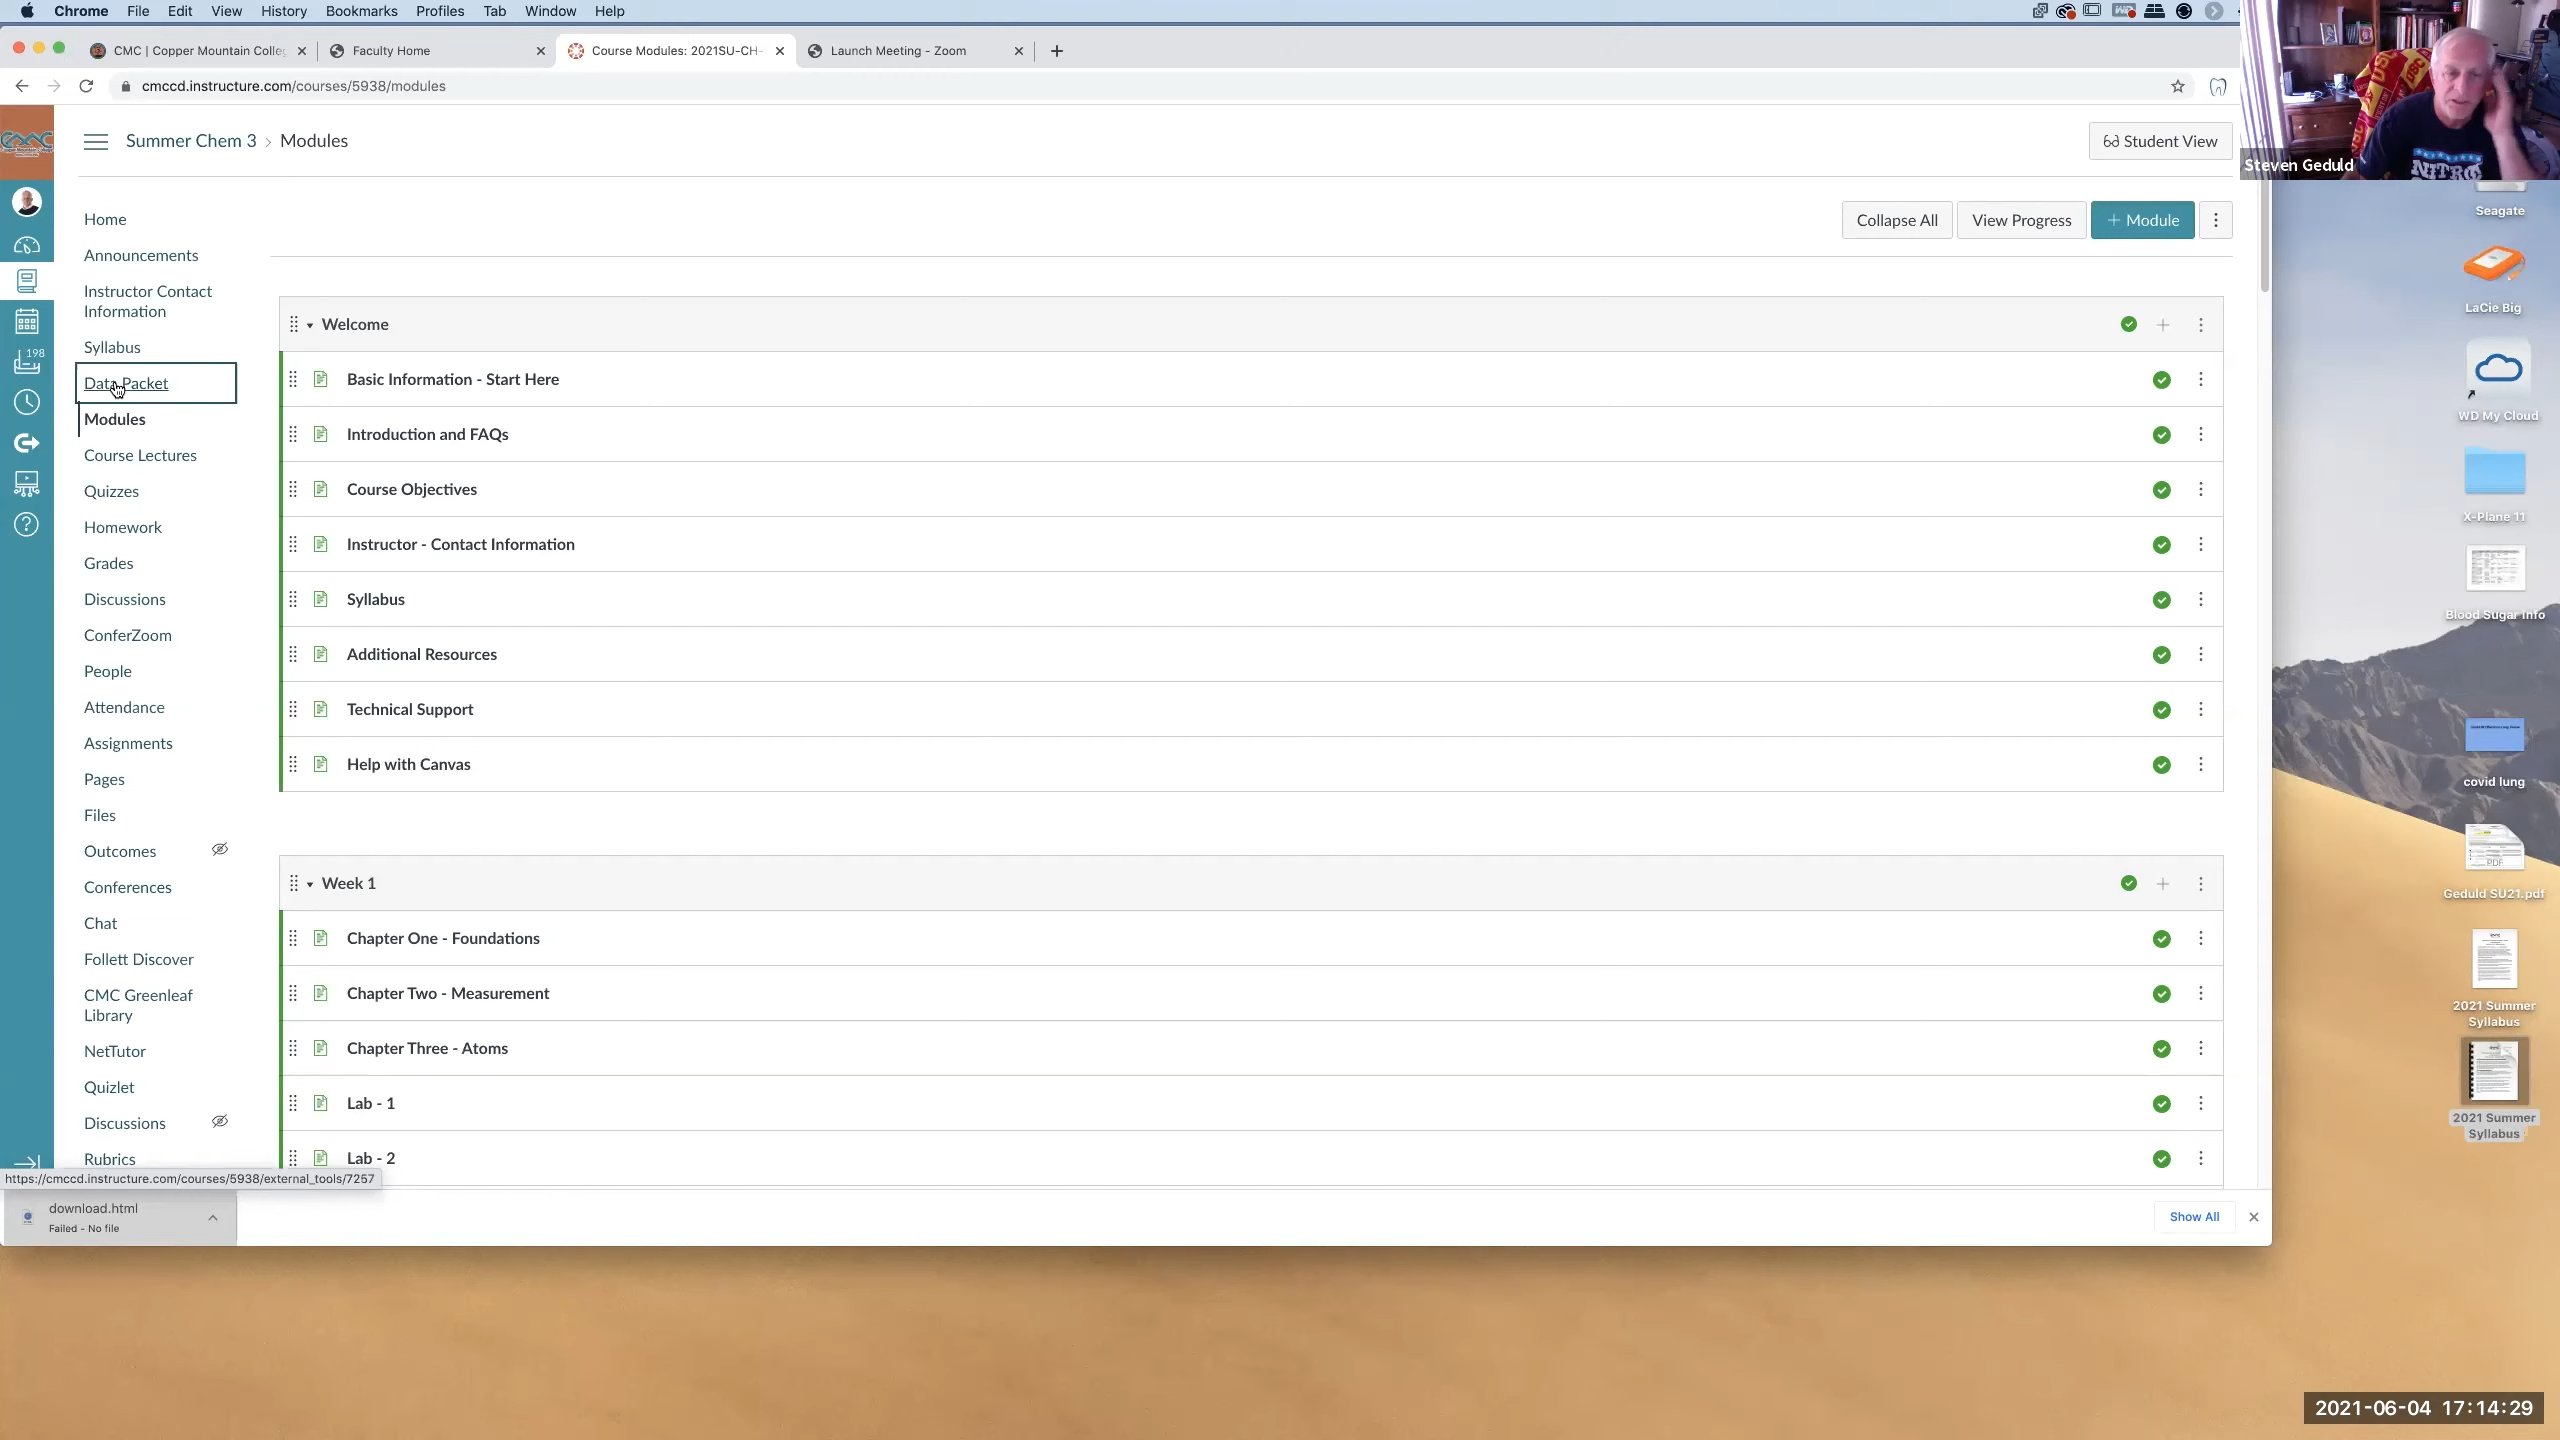 Chrome File Edit View History Bookmarks Profiles Tab Window Help
CMC | Copper Mountain Colle
Faculty Home
Course Modules: 2021SU-CH-
Launch Meeting - Zoom
cmccd.instructure.com/courses/5938/modules
Summer Chem 3 › Modules
Student View
Steven Geduld
Collapse All
View Progress
+ Module
Home
Announcements
Instructor Contact
Information
Syllabus
Data Packet
Modules
Course Lectures
Quizzes
Homework
Grades
Discussions
ConferZoom
People
Attendance
Assignments
Pages
Files
Outcomes
Conferences
Chat
Follett Discover
CMC Greenleaf
Library
NetTutor
Quizlet
Discussions
Rubrics
198
Welcome
Basic Information - Start Here
Introduction and FAQs
Course Objectives
Instructor - Contact Information
Syllabus
Additional Resources
Technical Support
Help with Canvas
Week 1
Chapter One - Foundations
Chapter Two - Measurement
Chapter Three - Atoms
Lab - 1
Lab - 2
https://cmccd.instructure.com/courses/5938/external_tools/7257
download.html
Failed - No file
Show All
Seagate
LaCie Big
WD My Cloud
X-Plane 11
Blood Sugar Info
covid lung
PDF
Geduld SU21.pdf
2021 Summer
Syllabus
2021 Summer
Syllabus
NITRO
2021-06-04 17:14:29